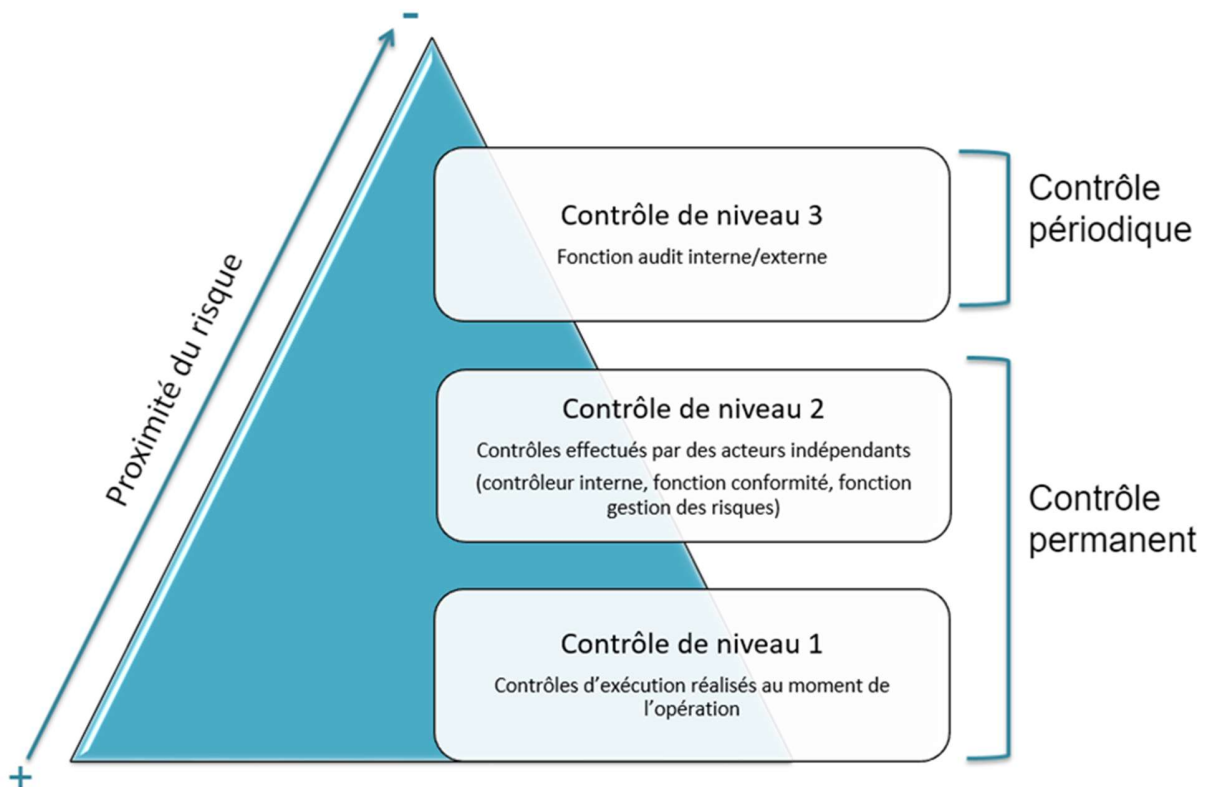 -
Contrôle de niveau 3
Fonction audit interne/externe
Contrôle
périodique
Proximité du risque
Contrôle de niveau 2
Contrôles effectués par des acteurs indépendants
(contrôleur interne, fonction conformité, fonction
gestion des risques)
Contrôle
permanent
Contrôle de niveau 1
Contrôles d’exécution réalisés au moment de
l’opération
+